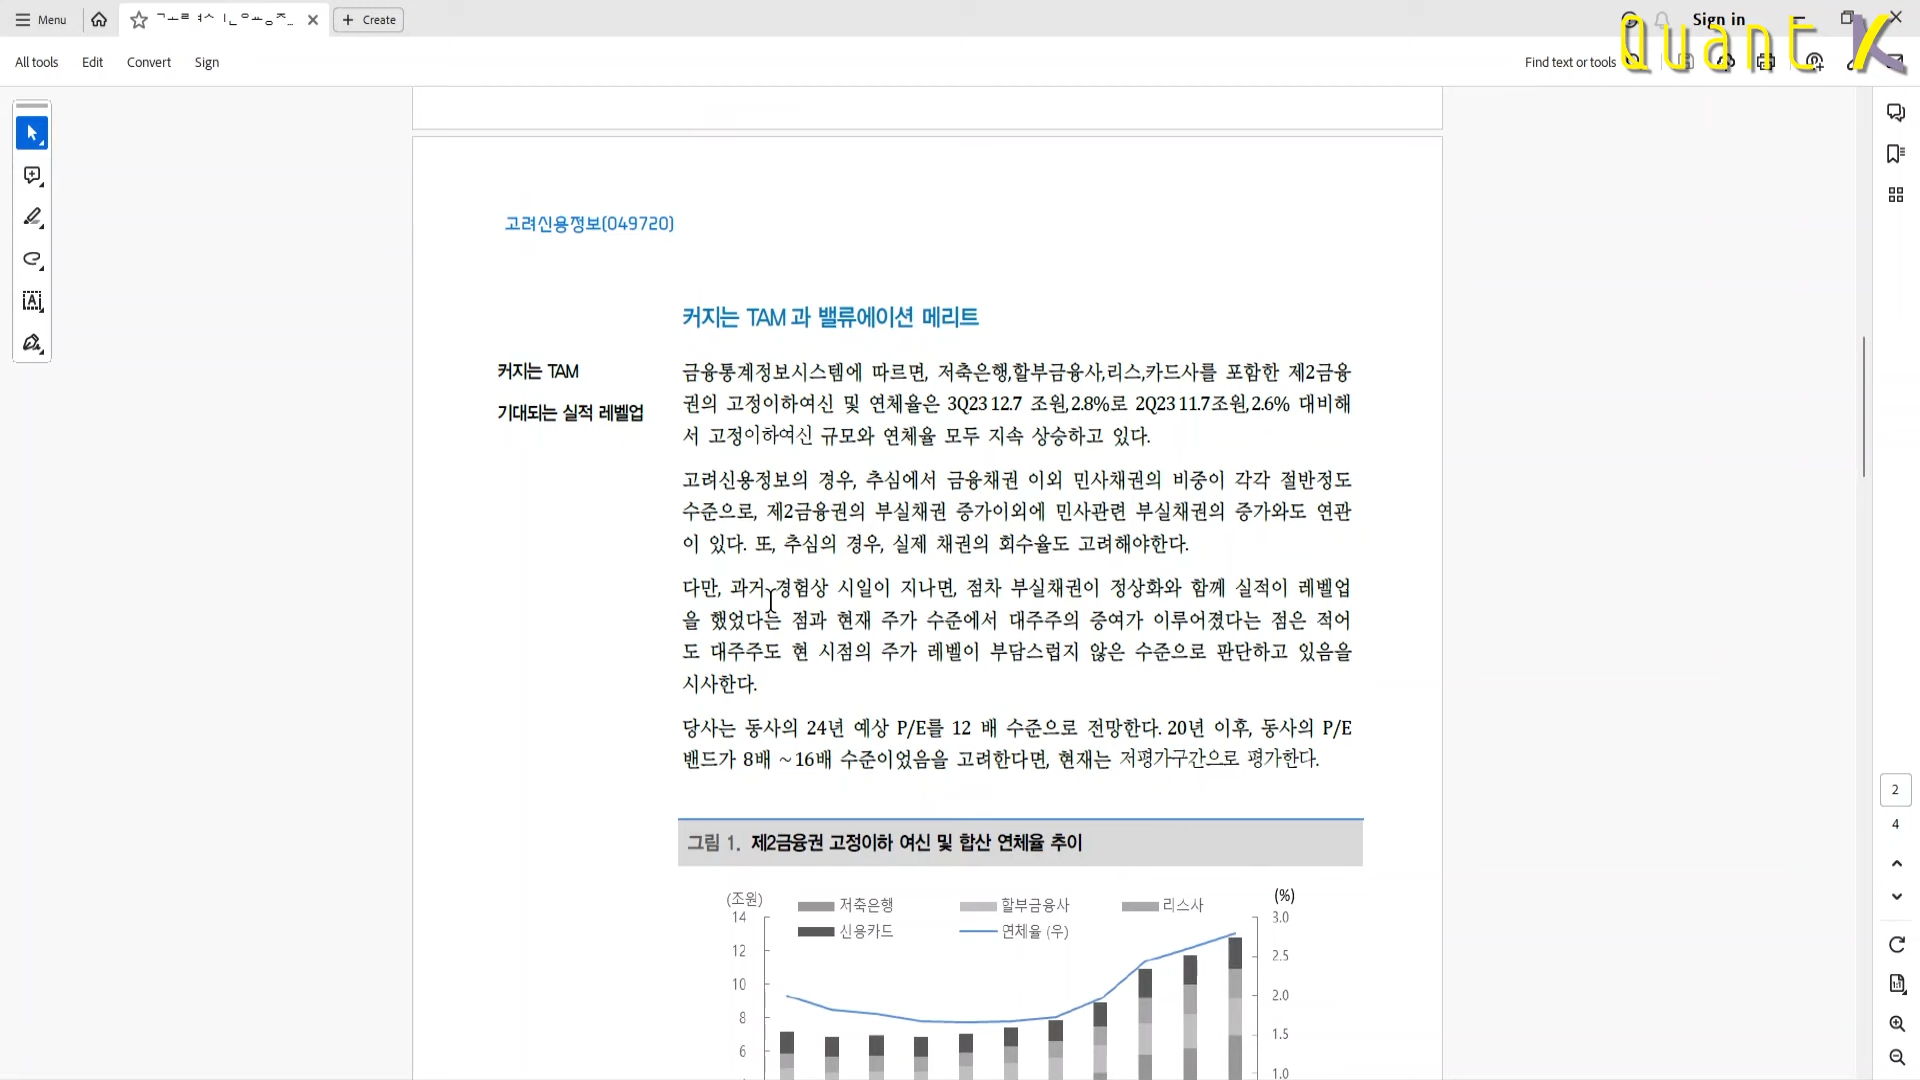 Menu
Create
Sign in
All tools
Edit
Convert
Sign
Find text or tools
Quant K
고려신용정보(049720)
커지는 TAM과 밸류에이션 메리트
커지는 TAM
기대되는 실적 레벨업
금융통계정보시스템에 따르면, 저축은행,할부금융사,리스,카드사를 포함한 제2금융
권의 고정이하여신 및 연체율은 3Q23 12.7 조원,2.8%로 2Q23 11.7조원,2.6% 대비해
서 고정이하여신 규모와 연체율 모두 지속 상승하고 있다.
고려신용정보의 경우, 추심에서 금융채권 이외 민사채권의 비중이 각각 절반정도
수준으로, 제2금융권의 부실채권 증가이외에 민사관련 부실채권의 증가와도 연관
이 있다. 또, 추심의 경우, 실제 채권의 회수율도 고려해야한다.
다만, 과거 경험상 시일이 지나면, 점차 부실채권이 정상화와 함께 실적이 레벨업
을 했었다는 점과 현재 주가 수준에서 대주주의 증여가 이루어졌다는 점은 적어
도 대주주도 현 시점의 주가 레벨이 부담스럽지 않은 수준으로 판단하고 있음을
시사한다.
당사는 동사의 24년 예상 P/E를 12 배 수준으로 전망한다. 20년 이후, 동사의 P/E
밴드가 8배 ~16배 수준이었음을 고려한다면, 현재는 저평가구간으로 평가한다.
그림 1. 제2금융권 고정이하 여신 및 합산 연체율 추이
(조원)
(%)
저축은행
할부금융사
리스사
신용카드
연체율 (우)
14
12
10
8
6
3.0
2.5
2.0
1.5
1.0
2
4